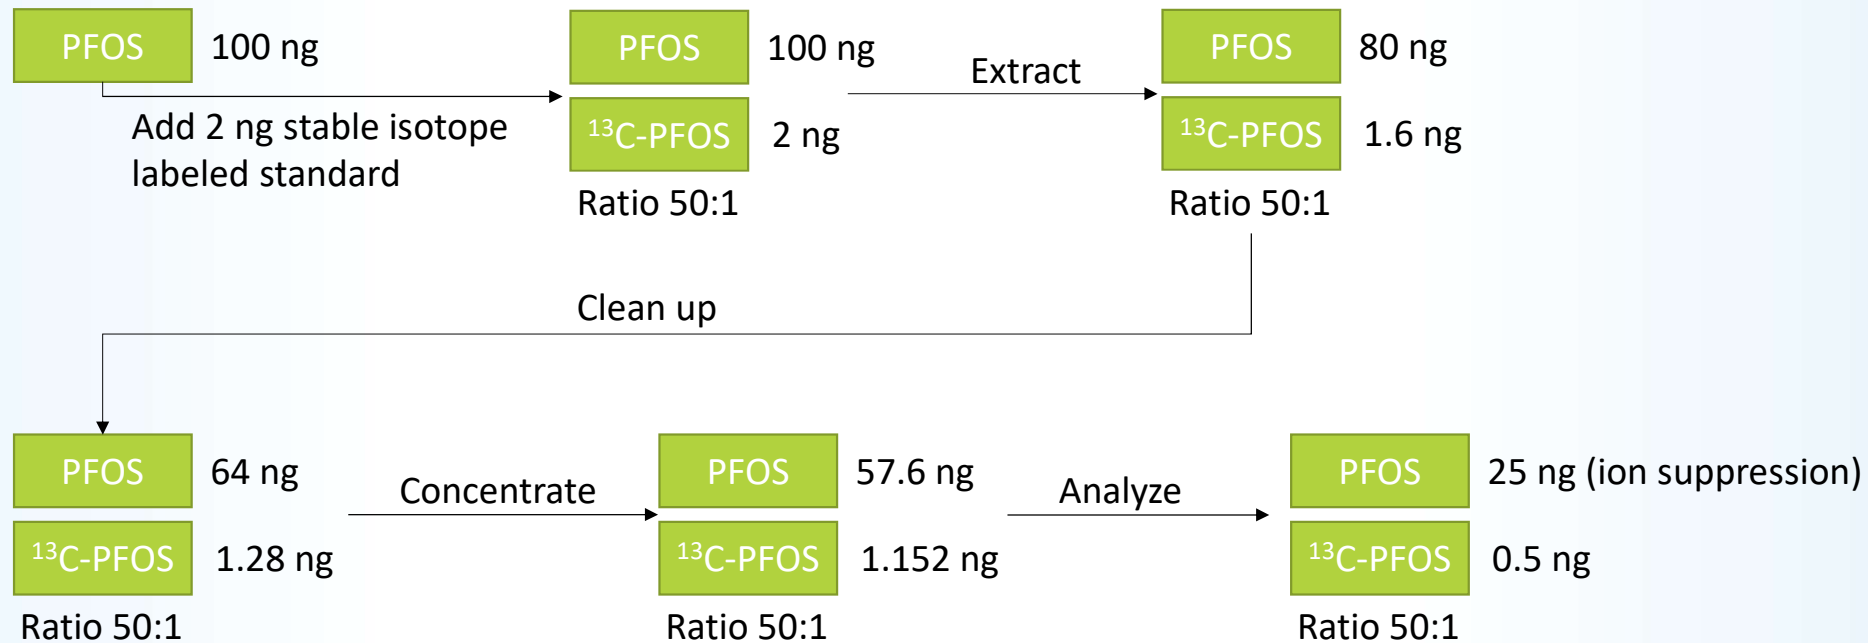 PFOS 100 ng
Add 2 ng stable isotope
labeled standard
PFOS 100 ng
¹³C-PFOS 2 ng
Ratio 50:1
Extract
PFOS 80 ng
¹³C-PFOS 1.6 ng
Ratio 50:1
Clean up
PFOS 64 ng
¹³C-PFOS 1.28 ng
Ratio 50:1
Concentrate
PFOS 57.6 ng
¹³C-PFOS 1.152 ng
Ratio 50:1
Analyze
PFOS 25 ng (ion suppression)
¹³C-PFOS 0.5 ng
Ratio 50:1